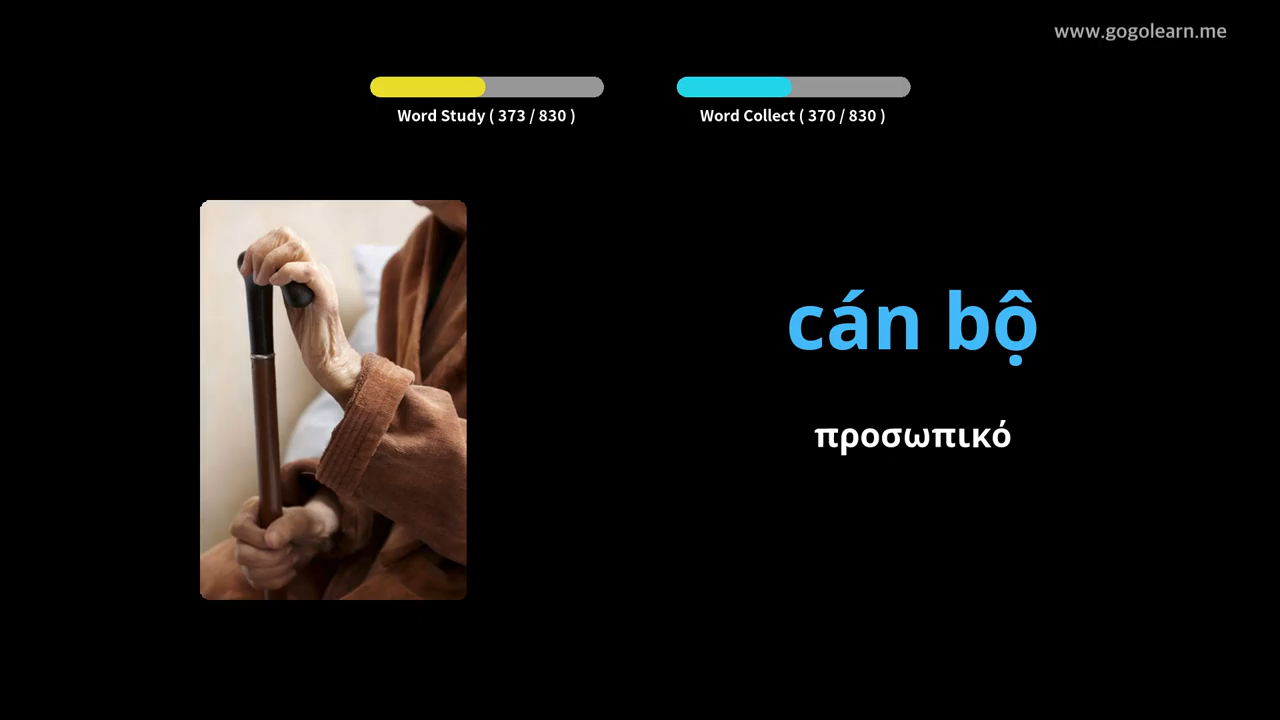 www.gogolearn.me
Word Study ( 373 / 830 )
Word Collect ( 370 / 830 )
cán bộ
προσωπικό